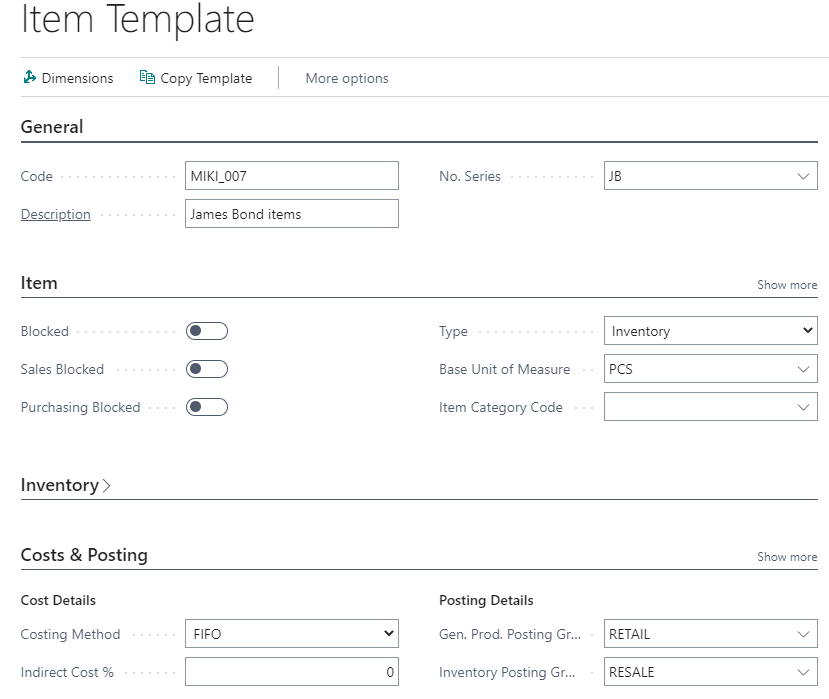 Item Template
Dimensions Copy Template More options
General
Code MIKI_007 No. Series JB
Description James Bond items
Item Show more
Blocked Type Inventory
Sales Blocked Base Unit of Measure PCS
Purchasing Blocked Item Category Code
Inventory
Costs & Posting Show more
Cost Details Posting Details
Costing Method FIFO Gen. Prod. Posting Gr... RETAIL
Indirect Cost % 0 Inventory Posting Gr... RESALE